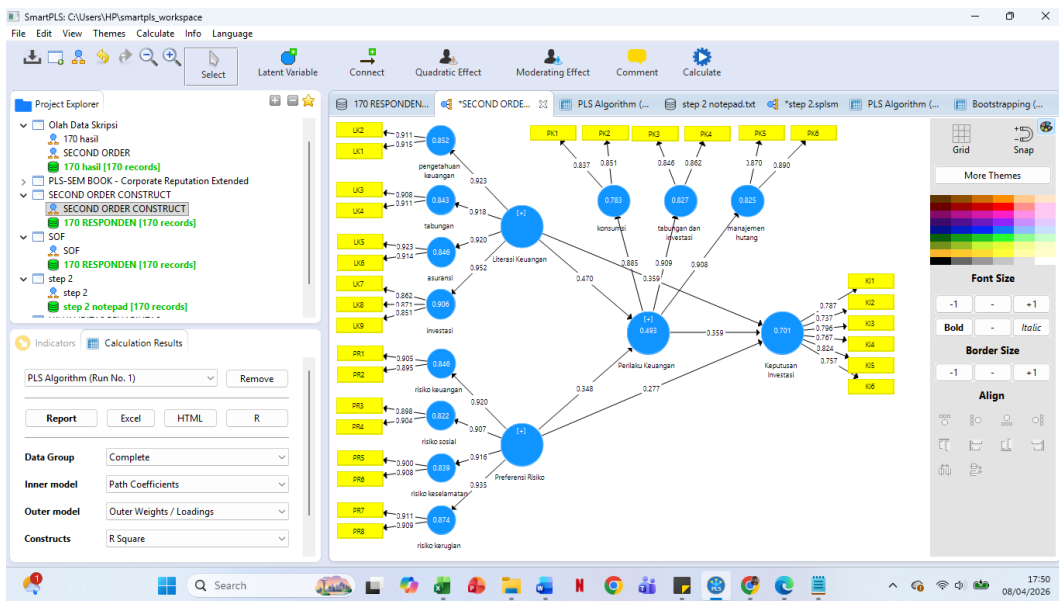 SmartPLS: C:\Users\HP\smartpls_workspace
File Edit View Themes Calculate Info Language
Select
Latent Variable
Connect
Quadratic Effect
Moderating Effect
Comment
Calculate
Project Explorer
Olah Data Skripsi
170 hasil
SECOND ORDER
170 hasil [170 records]
PLS-SEM BOOK - Corporate Reputation Extended
SECOND ORDER CONSTRUCT
SECOND ORDER CONSTRUCT
170 RESPONDEN [170 records]
SOF
SOF
170 RESPONDEN [170 records]
step 2
step 2
step 2 notepad [170 records]
Indicators
Calculation Results
PLS Algorithm (Run No. 1)
Remove
Report
Excel
HTML
R
Data Group
Complete
Inner model
Path Coefficients
Outer model
Outer Weights / Loadings
Constructs
R Square
170 RESPONDEN...
*SECOND ORDE...
PLS Algorithm (...
step 2 notepad.txt
*step 2.splsm
PLS Algorithm (...
Bootstrapping (...
LK2
0.911
LK1
0.915
0.852
pengetahuan keuangan
0.923
LK3
0.908
LK4
0.911
0.843
tabungan
0.918
LK5
0.923
LK6
0.914
0.846
asuransi
0.920
LK7
0.862
LK8
0.871
LK9
0.851
0.906
investasi
0.952
[+]
Literasi Keuangan
PR1
0.905
PR2
0.895
0.846
risiko keuangan
0.920
PR3
0.898
PR4
0.904
0.822
risiko sosial
0.907
PR5
0.900
PR6
0.908
0.839
risiko keselamatan
0.916
PR7
0.911
PR8
0.909
0.874
risiko kerugian
0.935
[+]
Preferensi Risiko
PK1
PK2
PK3
PK4
PK5
PK6
0.837
0.851
0.846
0.862
0.870
0.890
0.783
0.827
0.825
konsumsi
tabungan dan investasi
manajemen hutang
0.885
0.909
0.908
0.470
0.359
0.348
0.277
[+]
0.493
Perilaku Keuangan
0.359
0.701
Keputusan Investasi
0.787
0.737
0.796
0.767
0.824
0.757
KI1
KI2
KI3
KI4
KI5
KI6
Grid
Snap
More Themes
Font Size
-1
-
+1
Bold
-
Italic
Border Size
-1
-
+1
Align
Search
17:50
08/04/2026